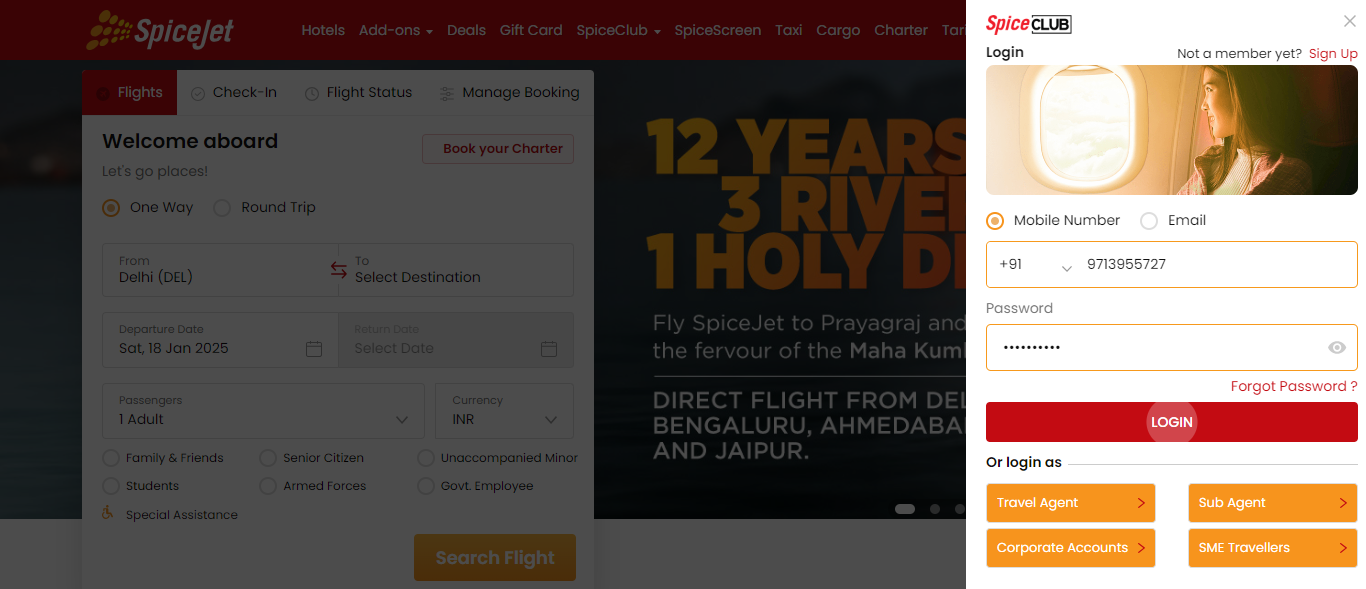 SpiceJet
Hotels Add-ons Deals Gift Card SpiceClub SpiceScreen Taxi Cargo Charter
Flights Check-In Flight Status Manage Booking
Welcome aboard
Book your Charter
Let's go places!
One Way Round Trip
From
Delhi (DEL)
To
Select Destination
Departure Date
Sat, 18 Jan 2025
Return Date
Select Date
Passengers
1 Adult
Currency
INR
Family & Friends Senior Citizen Unaccompanied Minor
Students Armed Forces Govt. Employee
Special Assistance
Search Flight
12 YEARS
3 RIVE
1 HOLY D
Fly SpiceJet to Prayagraj and
the fervour of the Maha Kum
DIRECT FLIGHT FROM DEL
BENGALURU, AHMEDABA
AND JAIPUR.
SpiceCLUB
Login
Not a member yet? Sign Up
Mobile Number Email
+91 9713955727
Password
••••••••••
Forgot Password ?
LOGIN
Or login as
Travel Agent Sub Agent
Corporate Accounts SME Travellers